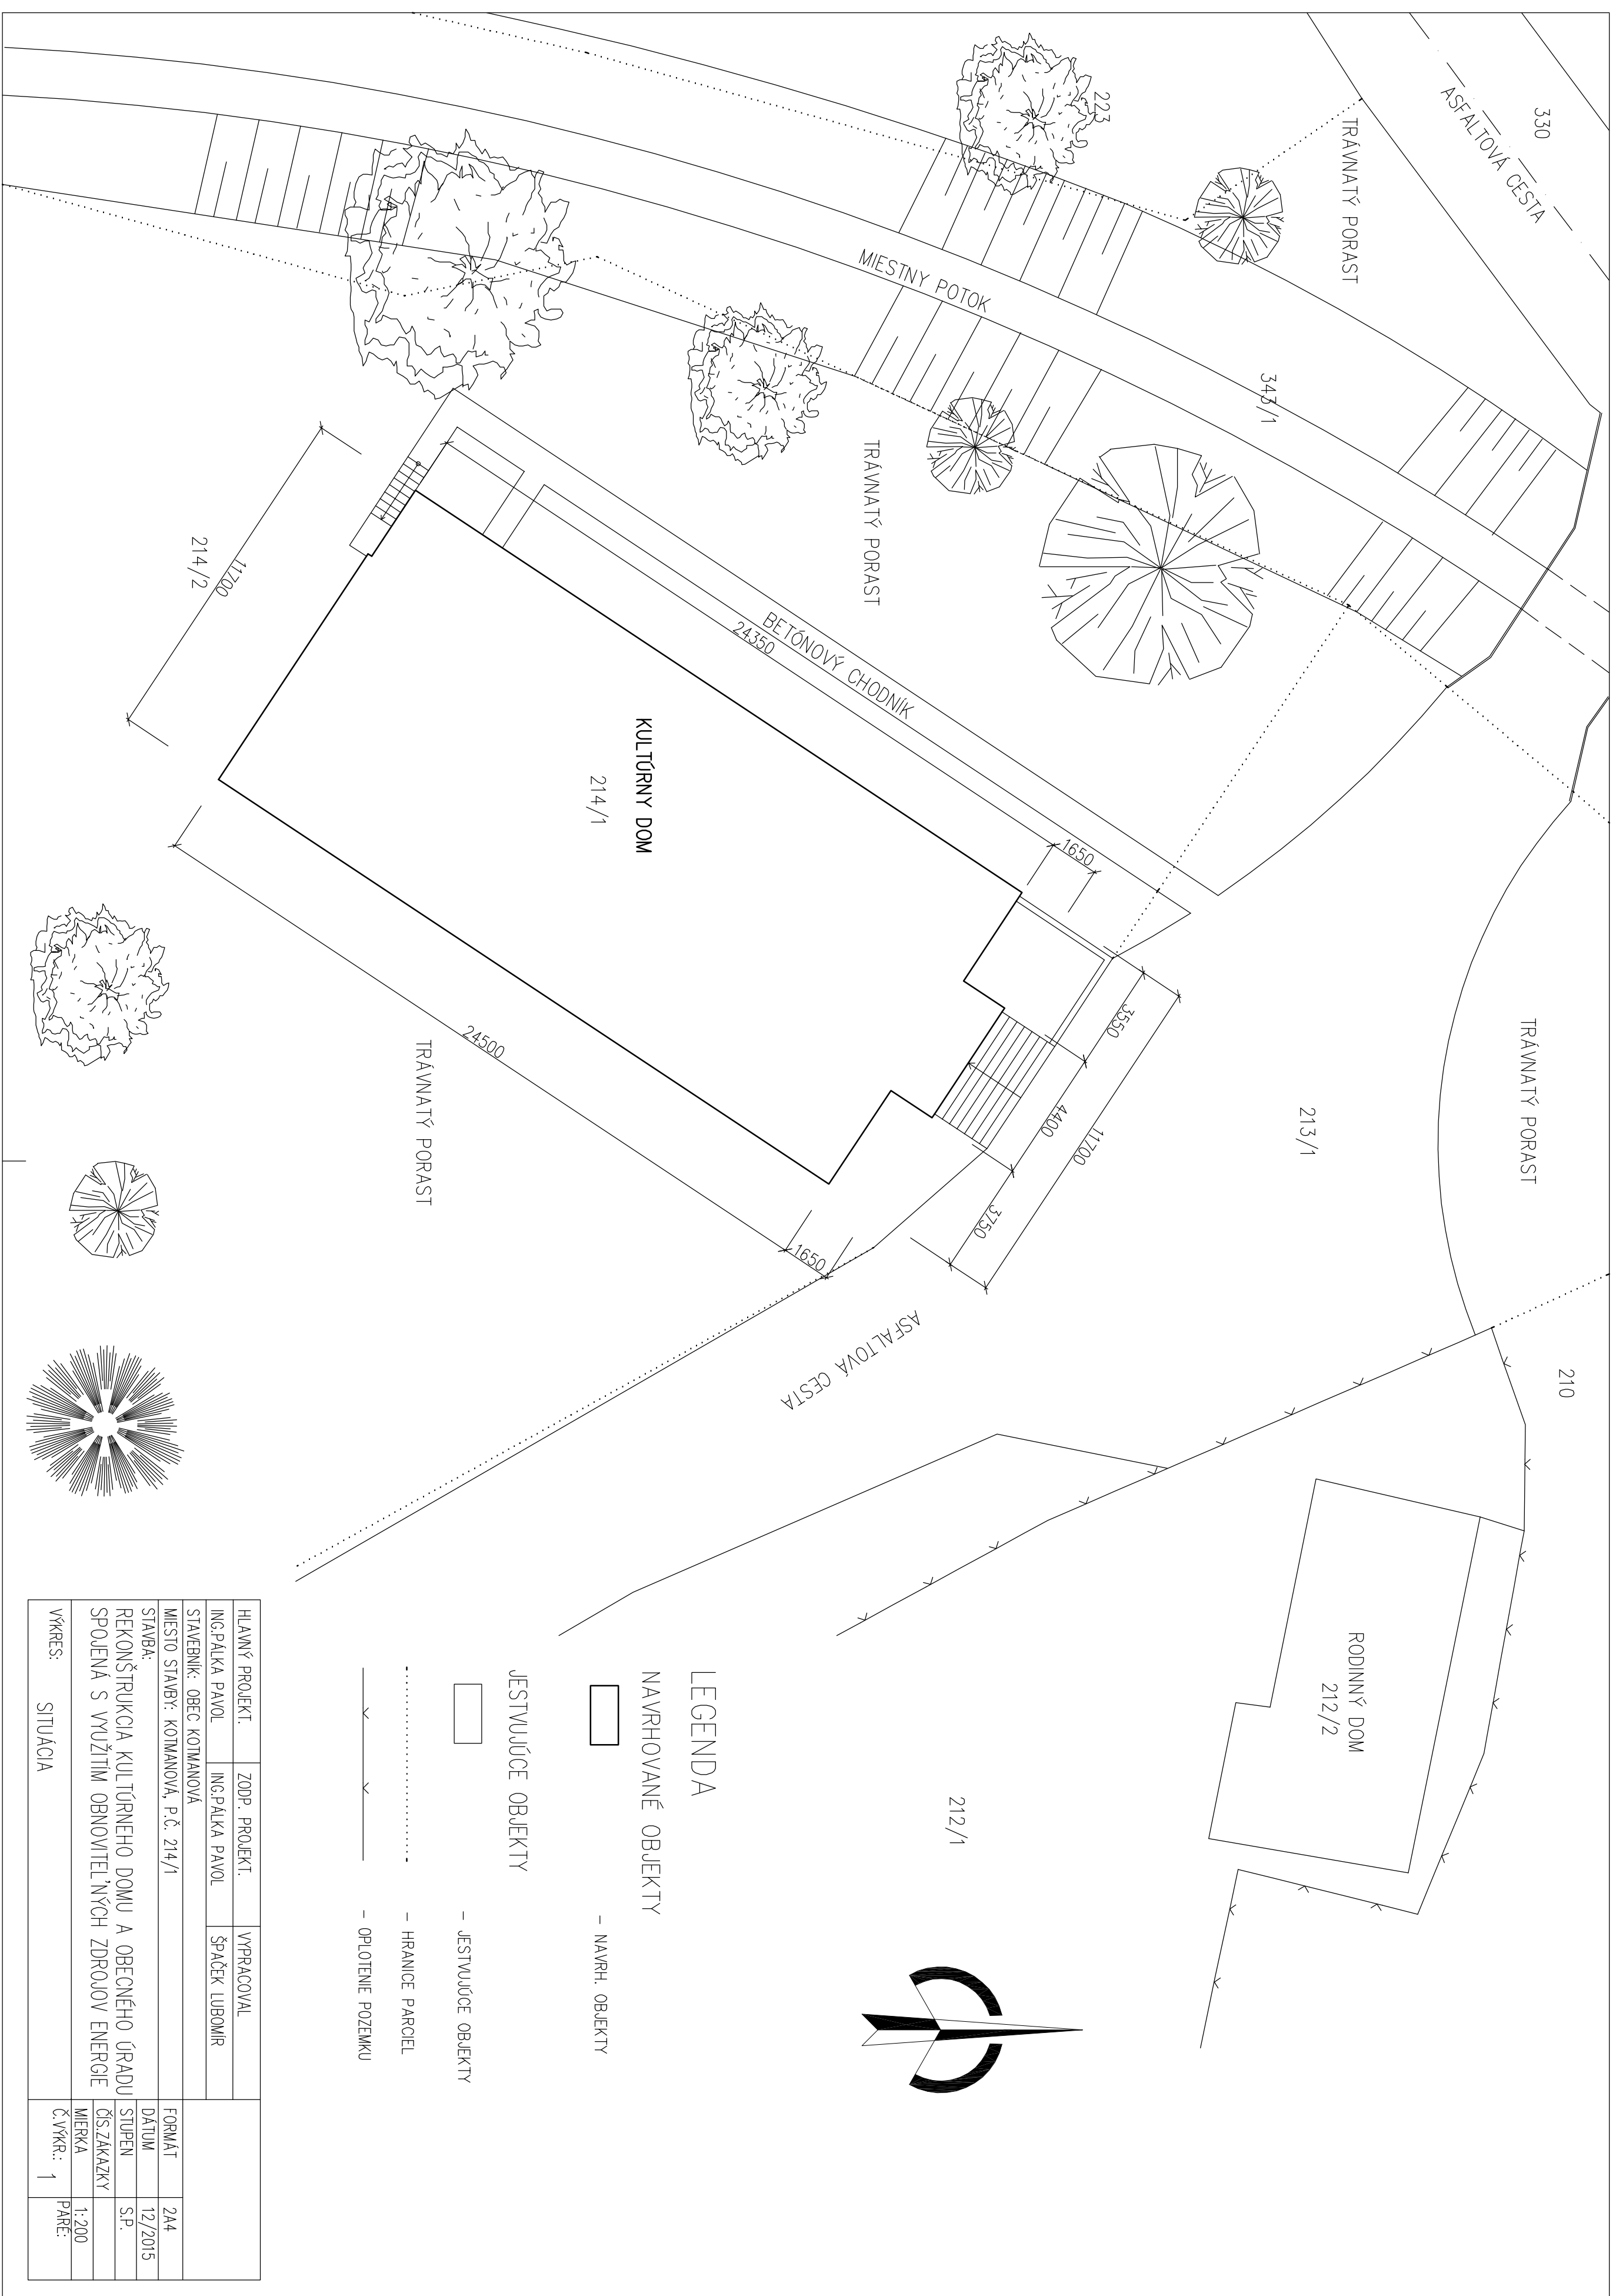 330
ASFALTOVÁ CESTA
TRÁVNATÝ PORAST
223
MIESTNY POTOK
343/1
TRÁVNATÝ PORAST
BETÓNOVÝ CHODNÍK
24350
11700
214/2
KULTÚRNY DOM
214/1
1650
3550
4400
11700
3750
1650
24500
TRÁVNATÝ PORAST
213/1
TRÁVNATÝ PORAST
ASFALTOVÁ CESTA
210
RODINNÝ DOM
212/2
212/1
LEGENDA
NAVRHOVANÉ OBJEKTY
- NAVRH. OBJEKTY
JESTVUJÚCE OBJEKTY
- JESTVUJÚCE OBJEKTY
- HRANICE PARCIEL
- OPLOTENIE POZEMKU
HLAVNÝ PROJEKT. ZODP. PROJEKT. VYPRACOVAL
ING.PÁLKA PAVOL ING.PÁLKA PAVOL ŠPAČEK LUBOMÍR
STAVEBNÍK: OBEC KOTMANOVÁ
MIESTO STAVBY: KOTMANOVÁ, P.Č. 214/1
STAVBA:
REKONŠTRUKCIA KULTÚRNEHO DOMU A OBECNÉHO ÚRADU
SPOJENÁ S VYUŽITÍM OBNOVITEĽNÝCH ZDROJOV ENERGIE
VÝKRES: SITUÁCIA
FORMÁT 2A4
DÁTUM 12/2015
STUPEN S.P.
ČÍS.ZÁKAZKY
MIERKA 1:200
Č.VÝKR.: 1 PARÉ: